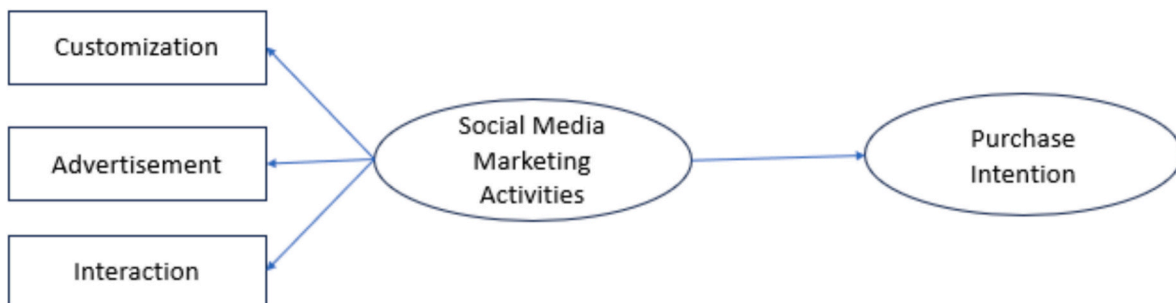 Customization
Advertisement
Interaction
Social Media
Marketing
Activities
Purchase
Intention